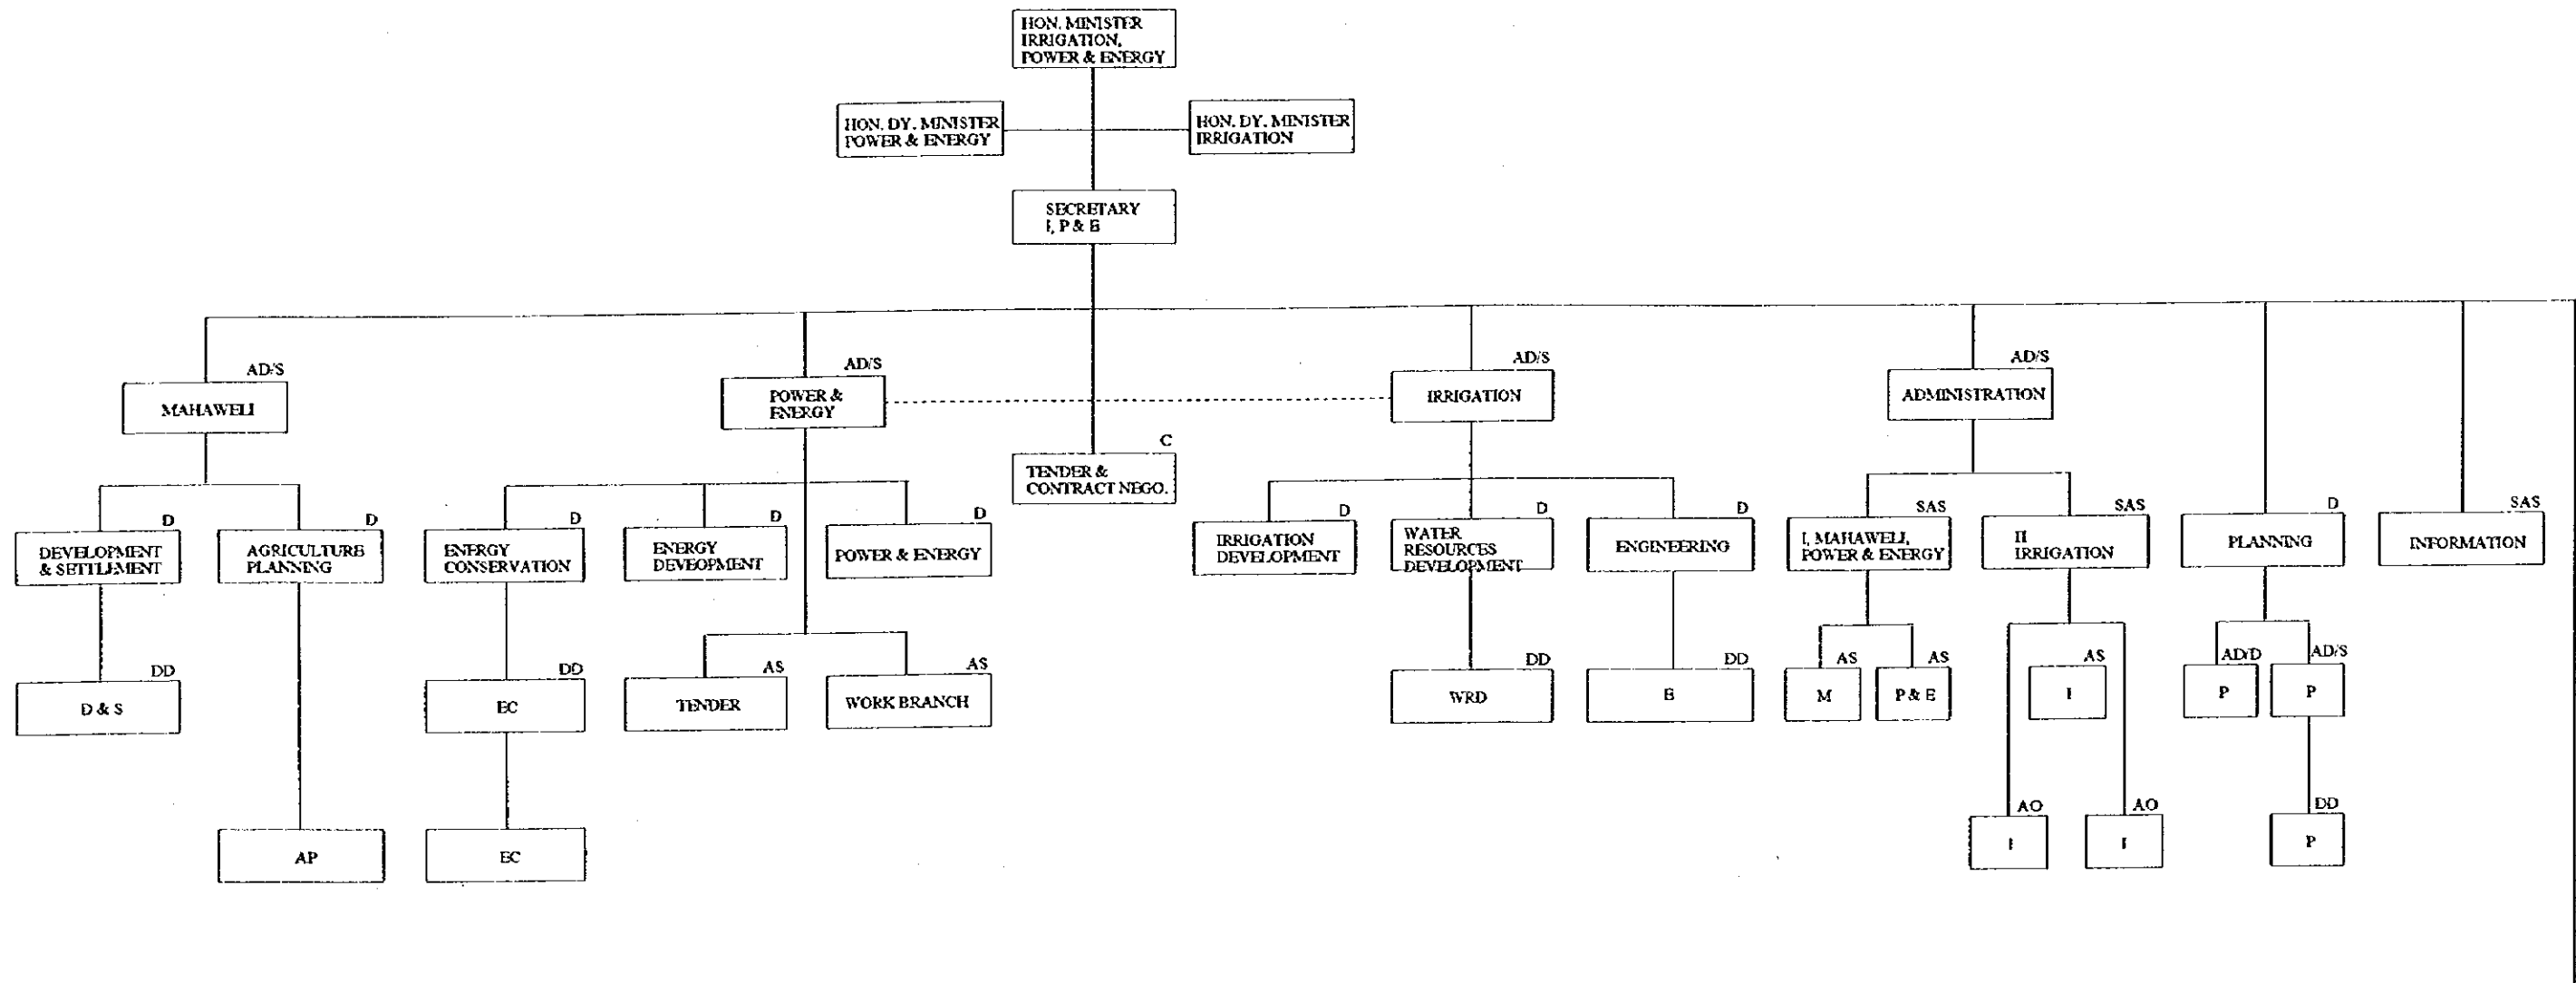 HON. MINISTER
IRRIGATION,
POWER & ENERGY
HON. DY. MINISTER
POWER & ENERGY
HON. DY. MINISTER
IRRIGATION
SECRETARY
I, P & E
AD/S
MAHAWELI
AD/S
POWER &
ENERGY
AD/S
IRRIGATION
AD/S
ADMINISTRATION
C
TENDER &
CONTRACT NEGO.
D
DEVELOPMENT
& SETTLEMENT
D
AGRICULTURE
PLANNING
D
ENERGY
CONSERVATION
D
ENERGY
DEVEOPMENT
D
POWER & ENERGY
D
IRRIGATION
DEVELOPMENT
D
WATER
RESOURCES
DEVELOPMENT
D
ENGINEERING
SAS
I, MAHAWELI,
POWER & ENERGY
SAS
II
IRRIGATION
D
PLANNING
SAS
INFORMATION
DD
D & S
DD
EC
AS
TENDER
AS
WORK BRANCH
DD
WRD
DD
E
AS
M
AS
P & E
AS
I
AD/D
P
AD/S
P
AP
EC
AO
I
AO
I
DD
P